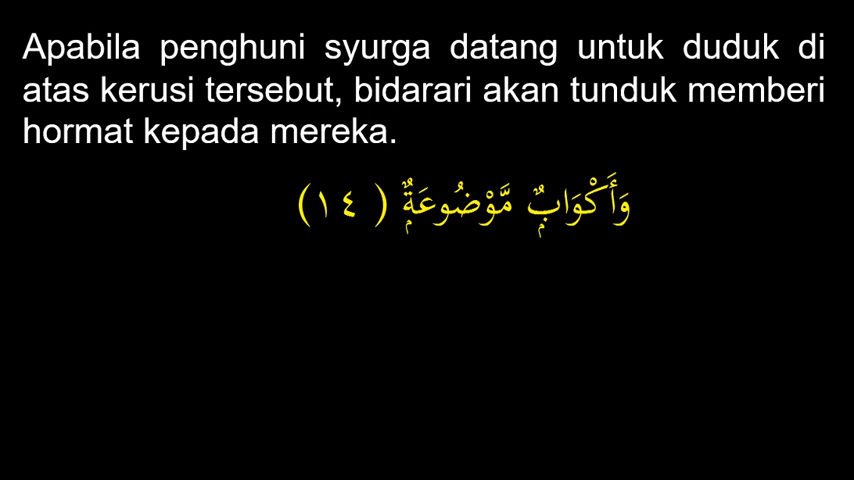 Apabila penghuni syurga datang untuk duduk di
atas kerusi tersebut, bidarari akan tunduk memberi
hormat kepada mereka.
وَأَكْوَابٌ مَّوْضُوعَةٌ (١٤)